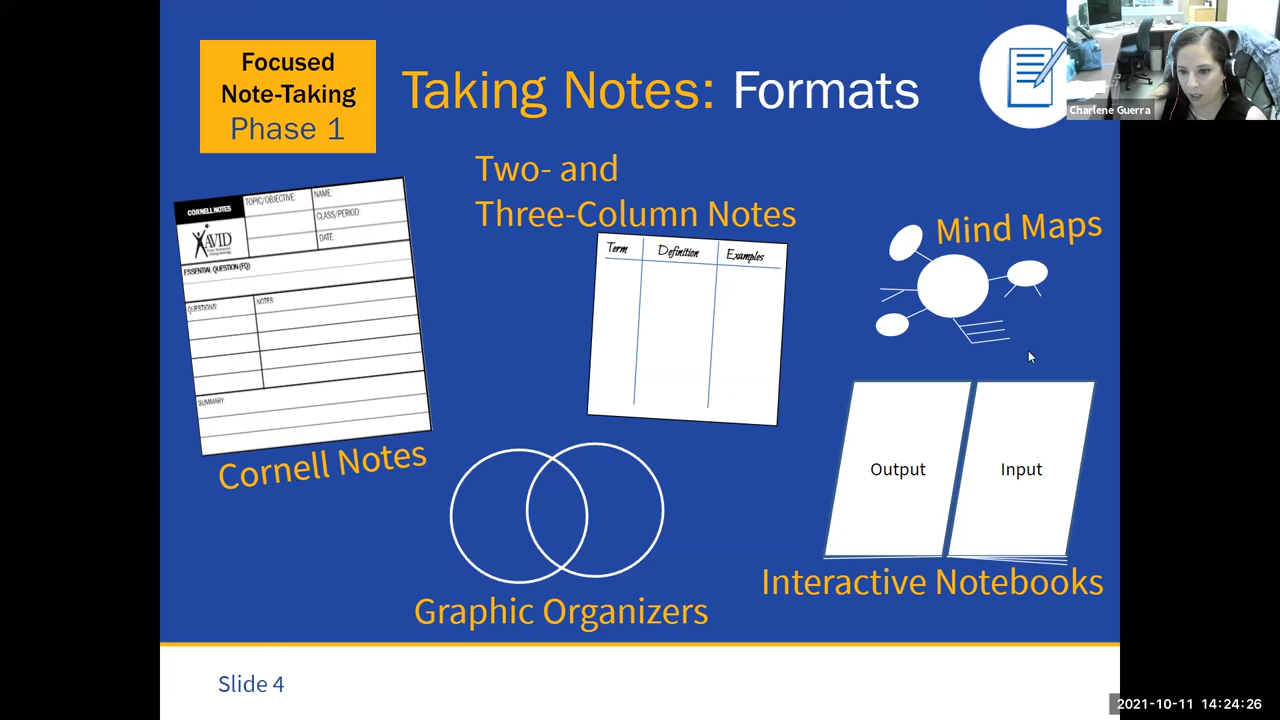 Focused
Note-Taking
Phase 1
Taking Notes: Formats
Charlene Guerra
Two- and
Three-Column Notes
Mind Maps
CORNELL NOTES
TOPIC/OBJECTIVE:
NAME:
CLASS/PERIOD:
DATE:
AVID
ESSENTIAL QUESTION (EQ)
QUESTIONS:
NOTES:
SUMMARY:
Cornell Notes
Term Definition Examples
Output Input
Graphic Organizers
Interactive Notebooks
Slide 4
2021-10-11 14:24:26